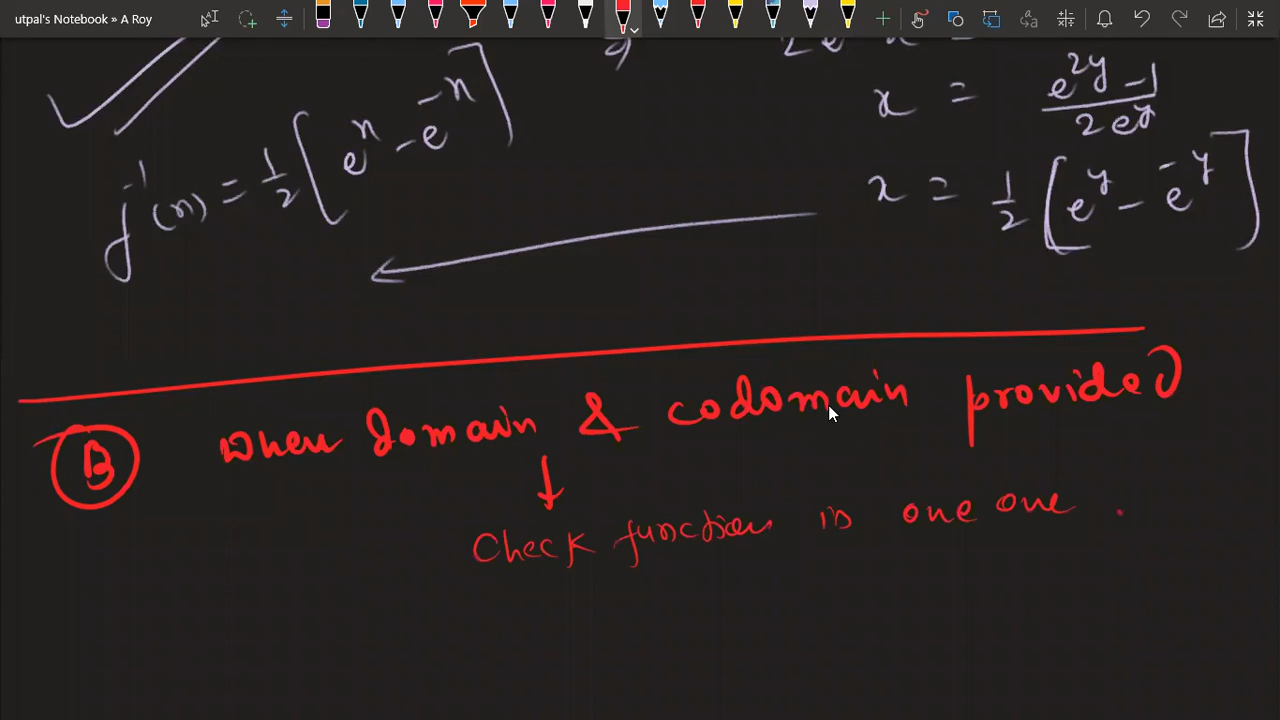 utpal's Notebook » A Roy
x =
x = (e^{2y} - 1) / (2e^y)
f^{-1}(x) = 1/2 [e^x - e^{-x}]
x = 1/2 [e^y - e^{-y}]
B When domain & codomain provided
↓
Check function is one one .